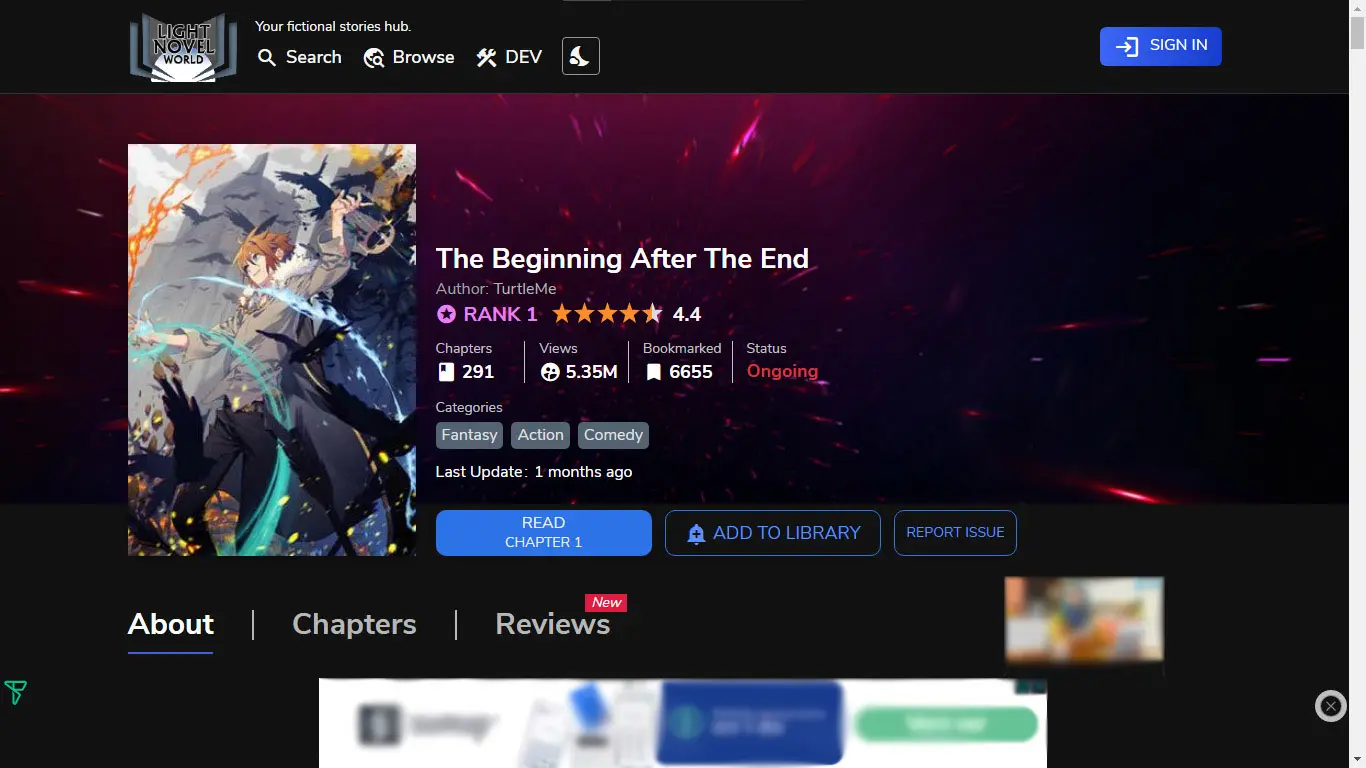 LIGHT
NOVEL
WORLD
Your fictional stories hub.
Search
Browse
DEV
SIGN IN
The Beginning After The End
Author: TurtleMe
RANK 1
4.4
Chapters
Views
Bookmarked
Status
291
5.35M
6655
Ongoing
Categories
Fantasy
Action
Comedy
Last Update: 1 months ago
READ
CHAPTER 1
ADD TO LIBRARY
REPORT ISSUE
About
Chapters
Reviews
New